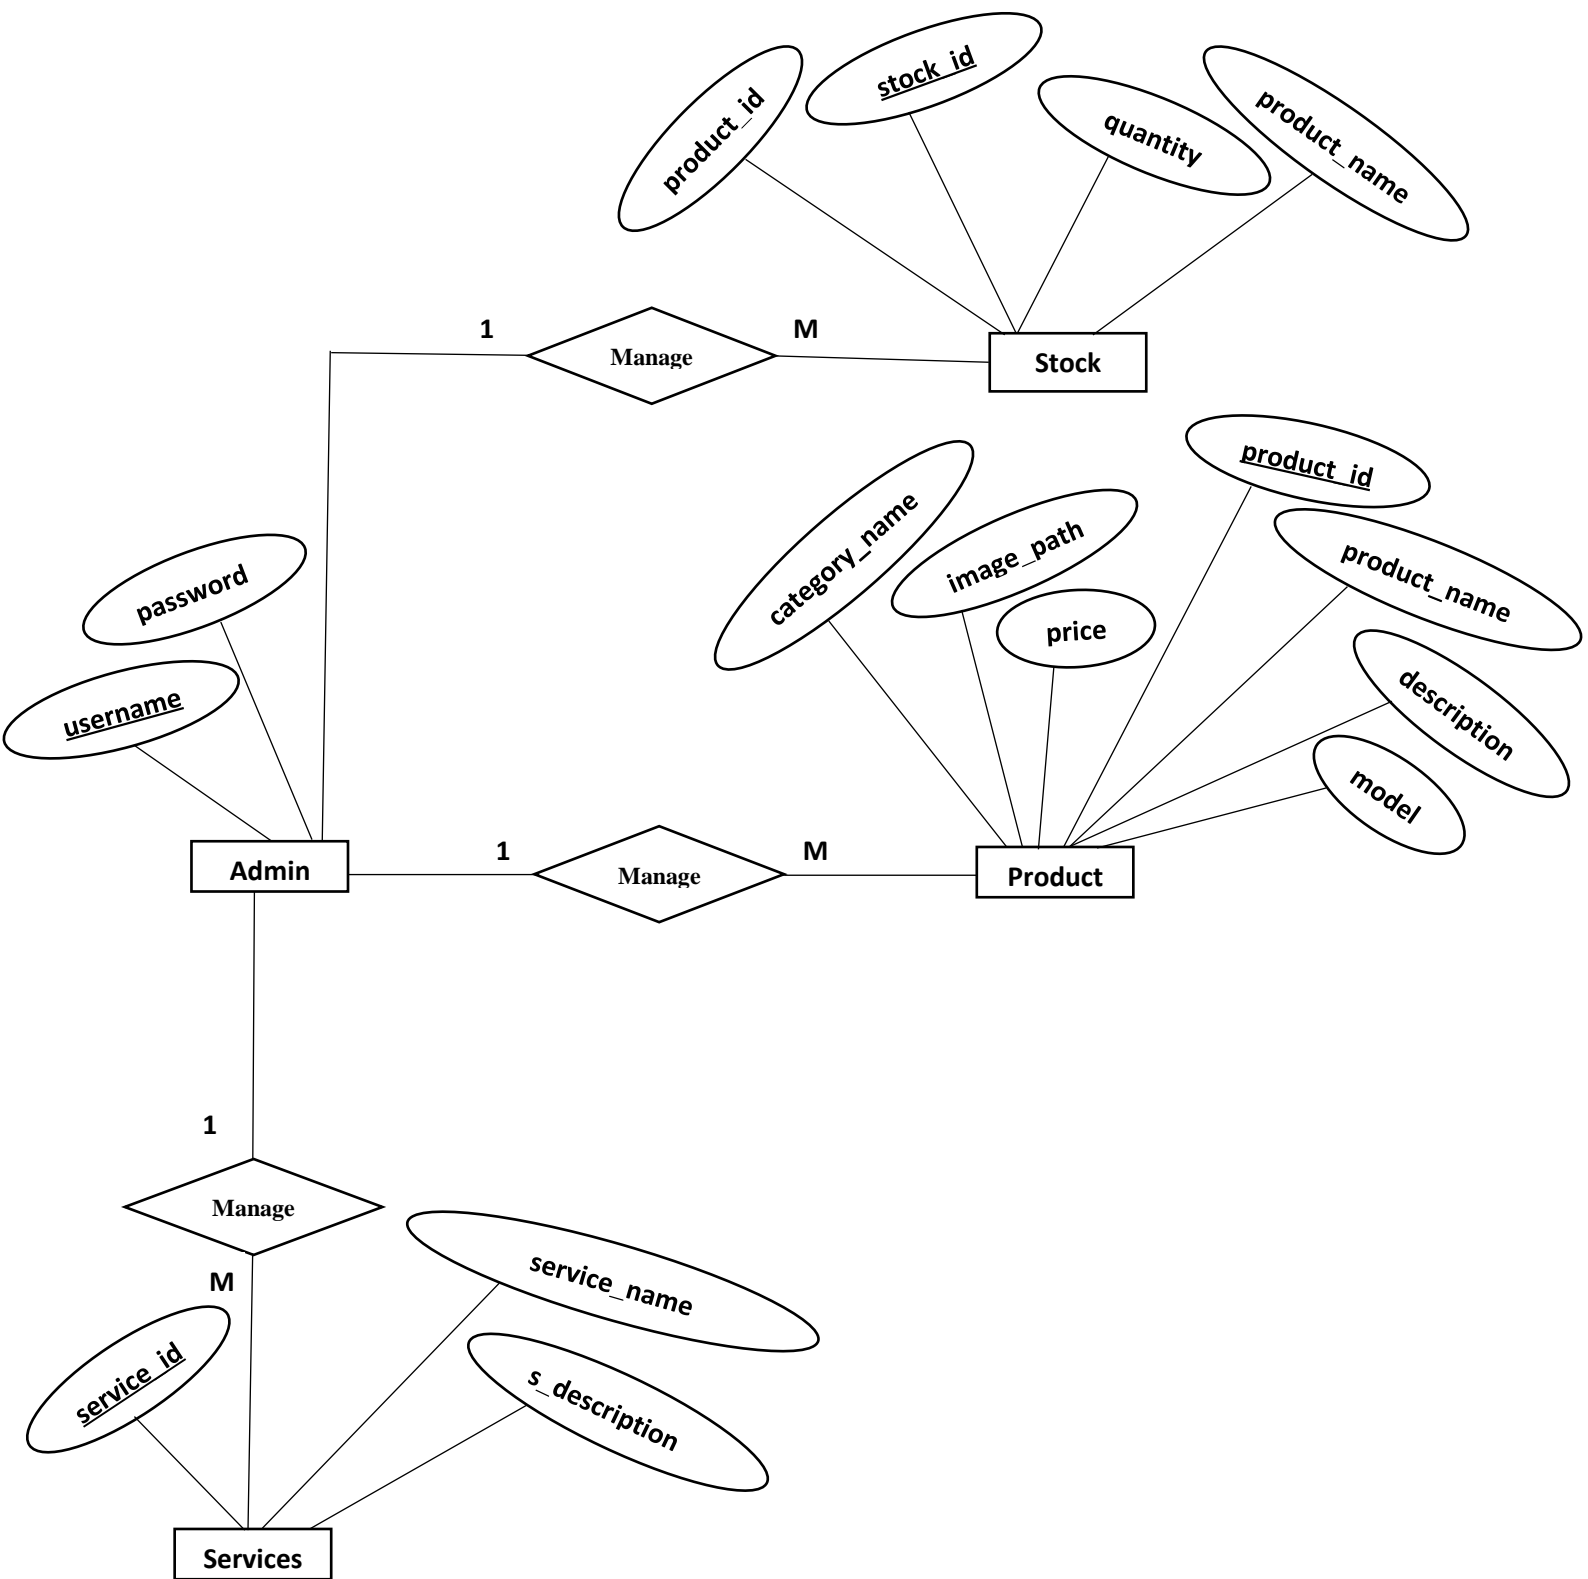 stock_id
product_id
quantity
product_name
1
M
Manage
Stock
product_id
category_name
image_path
product_name
price
password
description
username
model
1
M
Admin
Manage
Product
1
Manage
M
service_name
service_id
s_description
Services